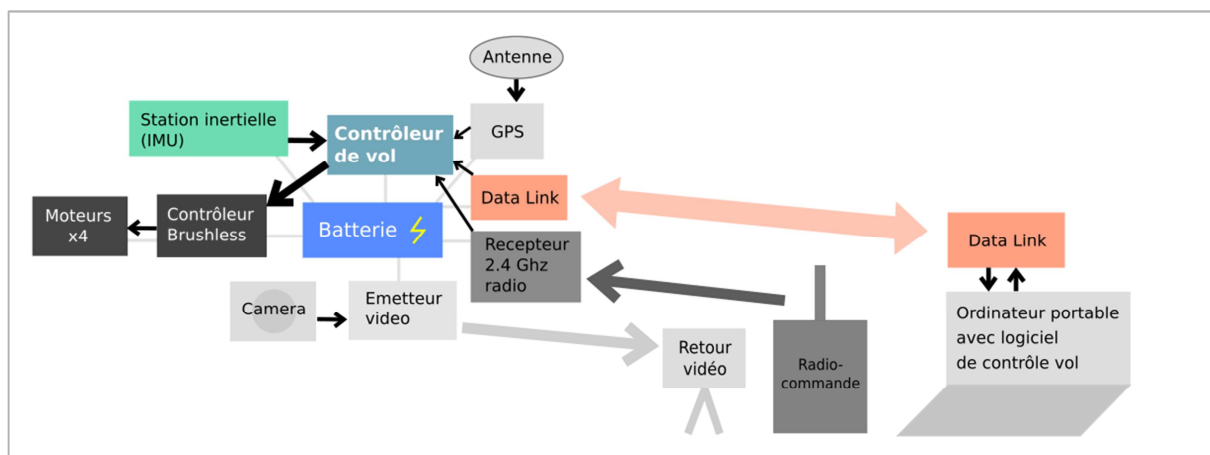 Antenne
Station inertielle
(IMU)
Contrôleur
de vol
GPS
Data Link
Moteurs
x4
Contrôleur
Brushless
Batterie
Recepteur
2.4 Ghz
radio
Data Link
Camera
Emetteur
video
Retour
vidéo
Radio-
commande
Ordinateur portable
avec logiciel
de contrôle vol